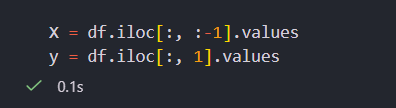 X = df.iloc[:, :-1].values
y = df.iloc[:, 1].values
0.1s